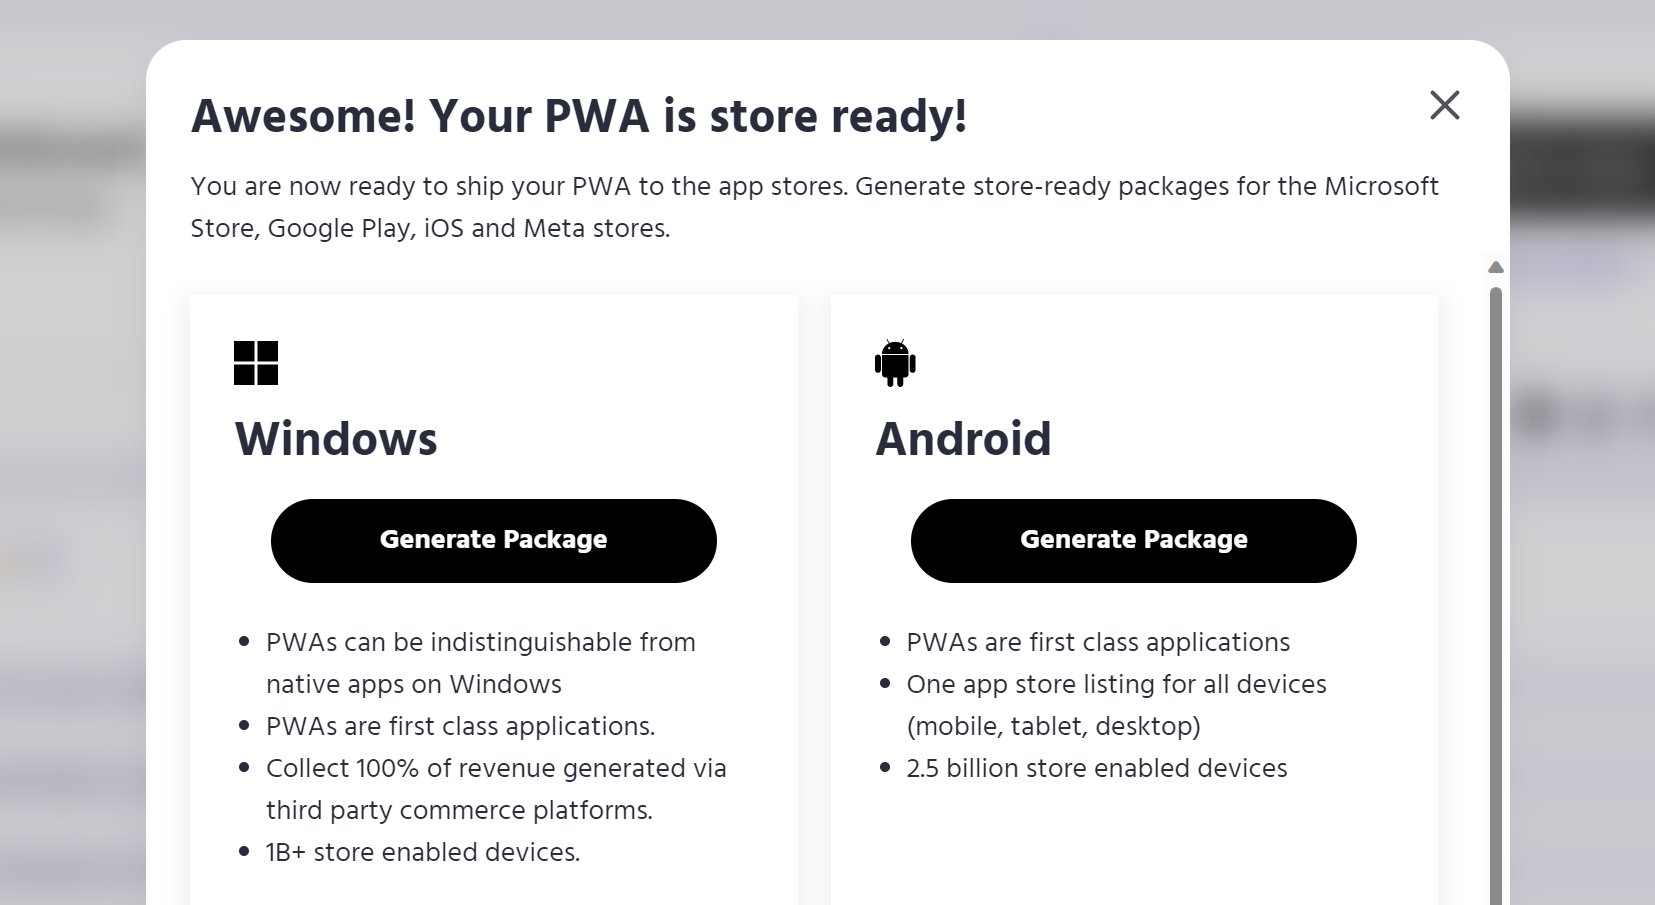 Awesome! Your PWA is store ready!
You are now ready to ship your PWA to the app stores. Generate store-ready packages for the Microsoft
Store, Google Play, iOS and Meta stores.
Windows
Generate Package
PWAs can be indistinguishable from
native apps on Windows
PWAs are first class applications.
Collect 100% of revenue generated via
third party commerce platforms.
1B+ store enabled devices.
Android
Generate Package
PWAs are first class applications
One app store listing for all devices
(mobile, tablet, desktop)
2.5 billion store enabled devices